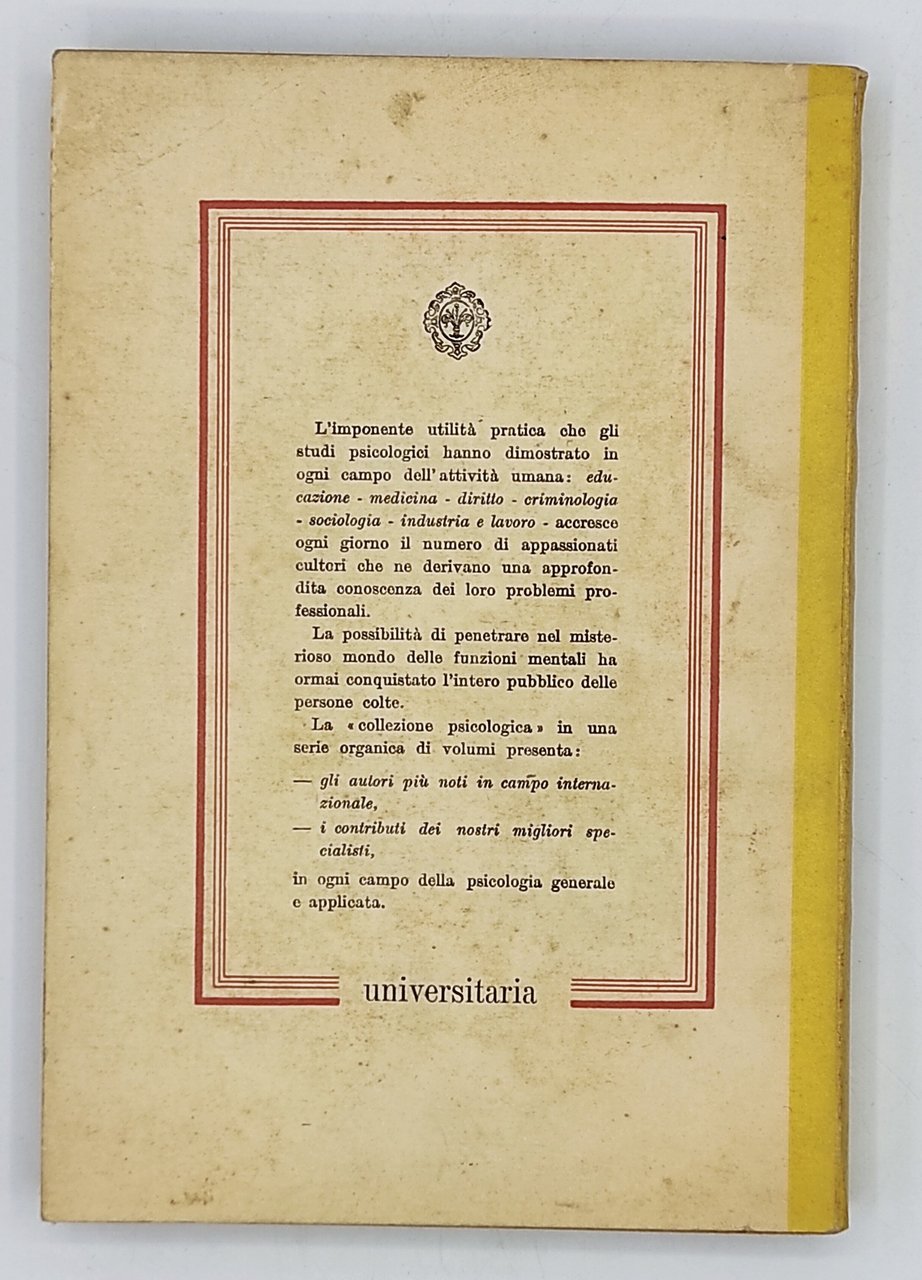 L'imponente utilità pratica che gli
studi psicologici hanno dimostrato in
ogni campo dell'attività umana: edu-
cazione - medicina - diritto - criminologia
- sociologia - industria e lavoro - accresce
ogni giorno il numero di appassionati
cultori che ne derivano una approfon-
dita conoscenza dei loro problemi pro-
fessionali.
La possibilità di penetrare nel miste-
rioso mondo delle funzioni mentali ha
ormai conquistato l'intero pubblico delle
persone colte.
La « collezione psicologica » in una
serie organica di volumi presenta:
— gli autori più noti in campo interna-
zionale,
— i contributi dei nostri migliori spe-
cialisti,
in ogni campo della psicologia generale
e applicata.
universitaria